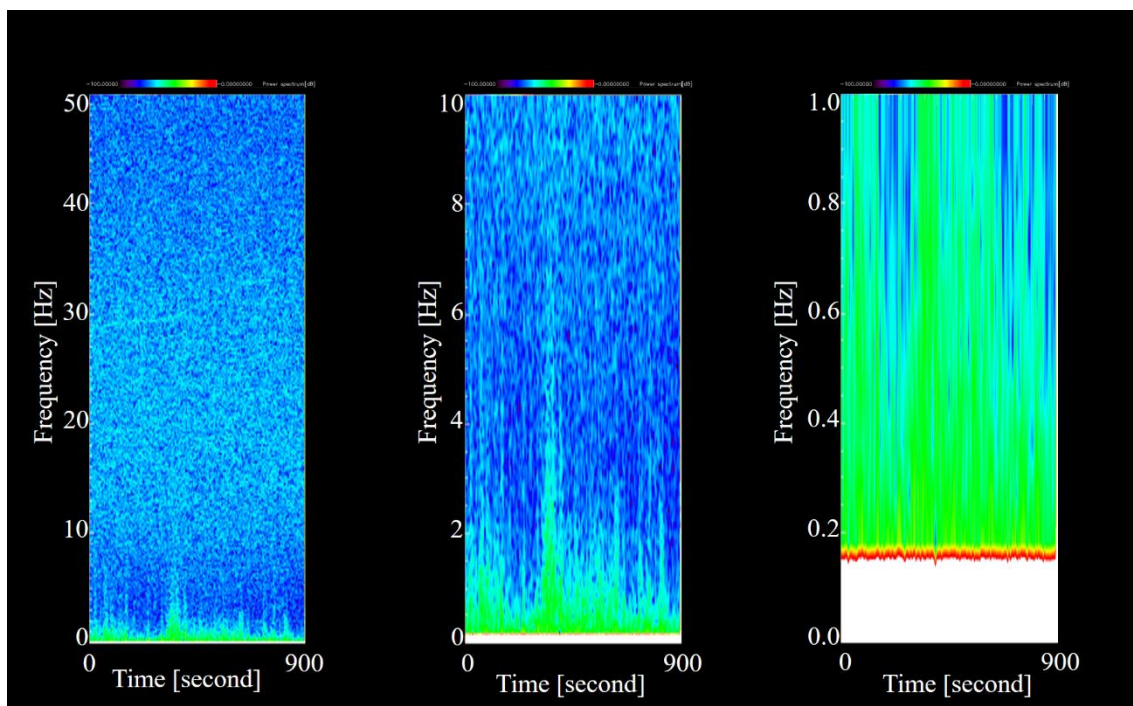 -100.00000 -0.00000000 Power spectrum[dB]
50
40
30
20
10
0
Frequency [Hz]
0 900
Time [second]
-100.00000 -0.00000000 Power spectrum[dB]
10
8
6
4
2
0
Frequency [Hz]
0 900
Time [second]
-100.00000 -0.00000000 Power spectrum[dB]
1.0
0.8
0.6
0.4
0.2
0.0
Frequency [Hz]
0 900
Time [second]